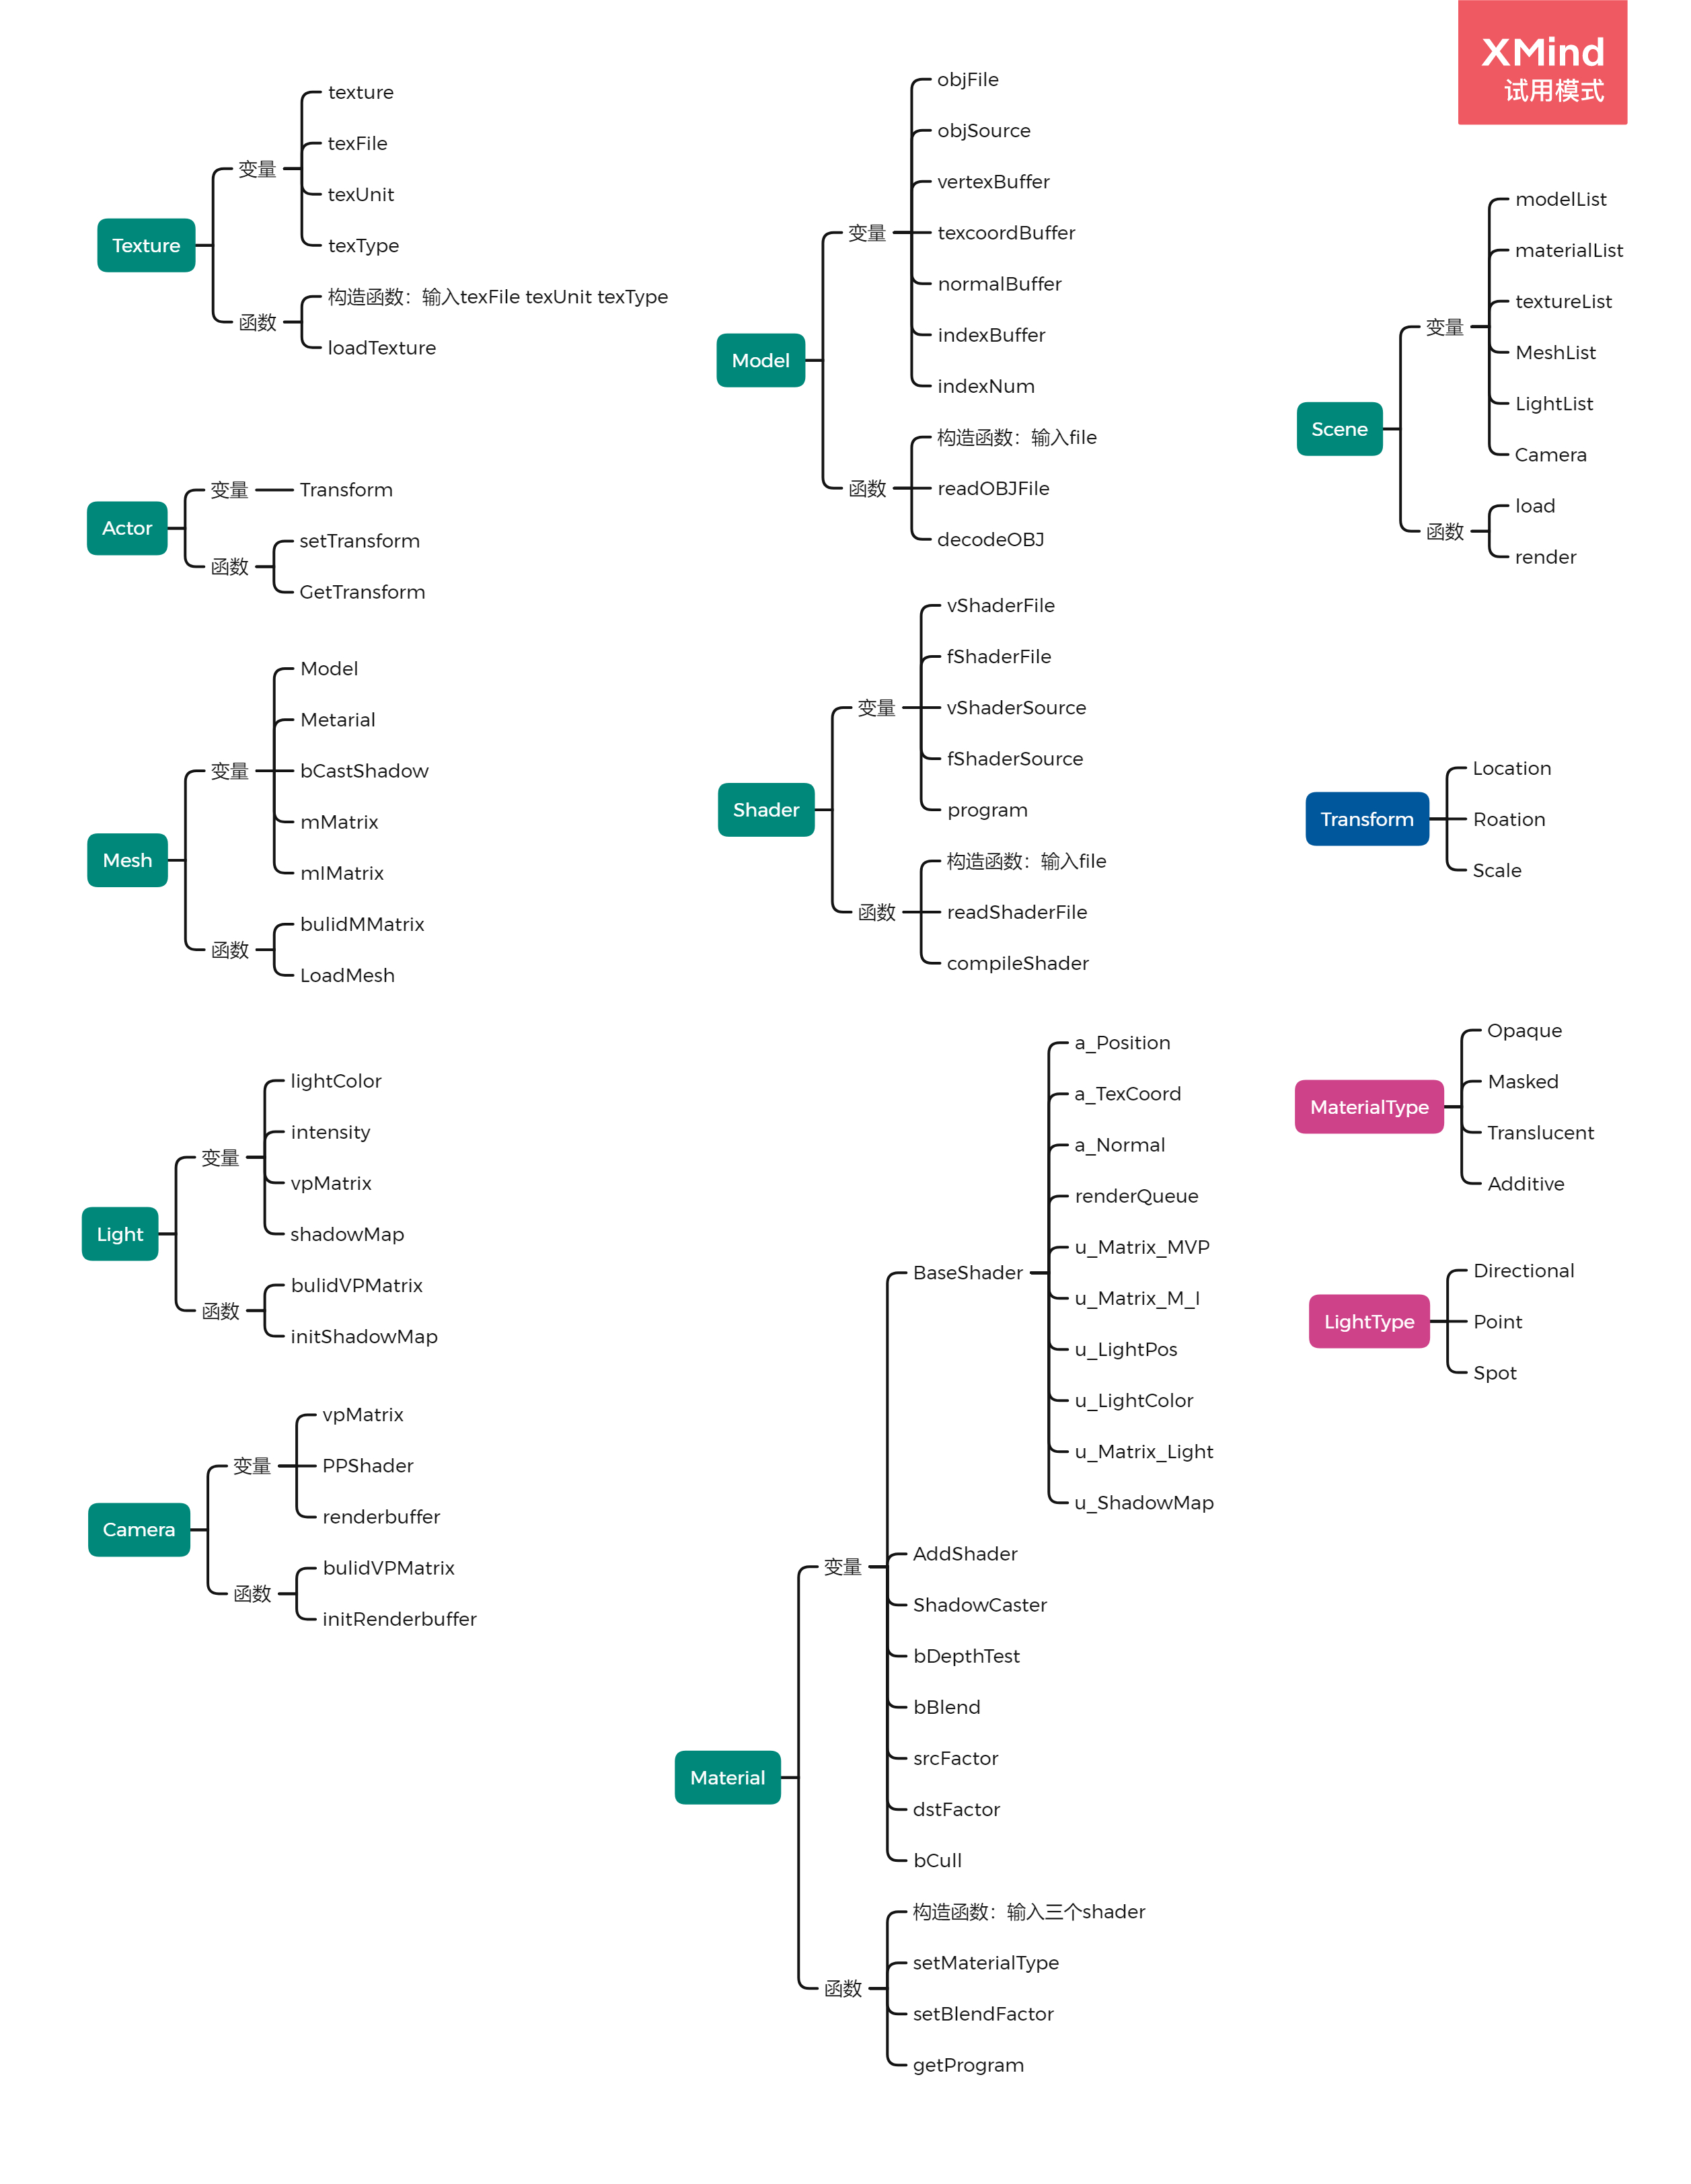 XMind
试用模式
Texture
变量
texture
texFile
texUnit
texType
函数
构造函数：输入texFile texUnit texType
loadTexture
Actor
变量
Transform
函数
setTransform
GetTransform
Mesh
变量
Model
Metarial
bCastShadow
mMatrix
mIMatrix
函数
bulidMMatrix
LoadMesh
Light
变量
lightColor
intensity
vpMatrix
shadowMap
函数
bulidVPMatrix
initShadowMap
Camera
变量
vpMatrix
PPShader
renderbuffer
函数
bulidVPMatrix
initRenderbuffer
Model
变量
objFile
objSource
vertexBuffer
texcoordBuffer
normalBuffer
indexBuffer
indexNum
函数
构造函数：输入file
readOBJFile
decodeOBJ
Shader
变量
vShaderFile
fShaderFile
vShaderSource
fShaderSource
program
函数
构造函数：输入file
readShaderFile
compileShader
Material
变量
BaseShader
a_Position
a_TexCoord
a_Normal
renderQueue
u_Matrix_MVP
u_Matrix_M_I
u_LightPos
u_LightColor
u_Matrix_Light
u_ShadowMap
AddShader
ShadowCaster
bDepthTest
bBlend
srcFactor
dstFactor
bCull
函数
构造函数：输入三个shader
setMaterialType
setBlendFactor
getProgram
Scene
变量
modelList
materialList
textureList
MeshList
LightList
Camera
函数
load
render
Transform
Location
Roation
Scale
MaterialType
Opaque
Masked
Translucent
Additive
LightType
Directional
Point
Spot